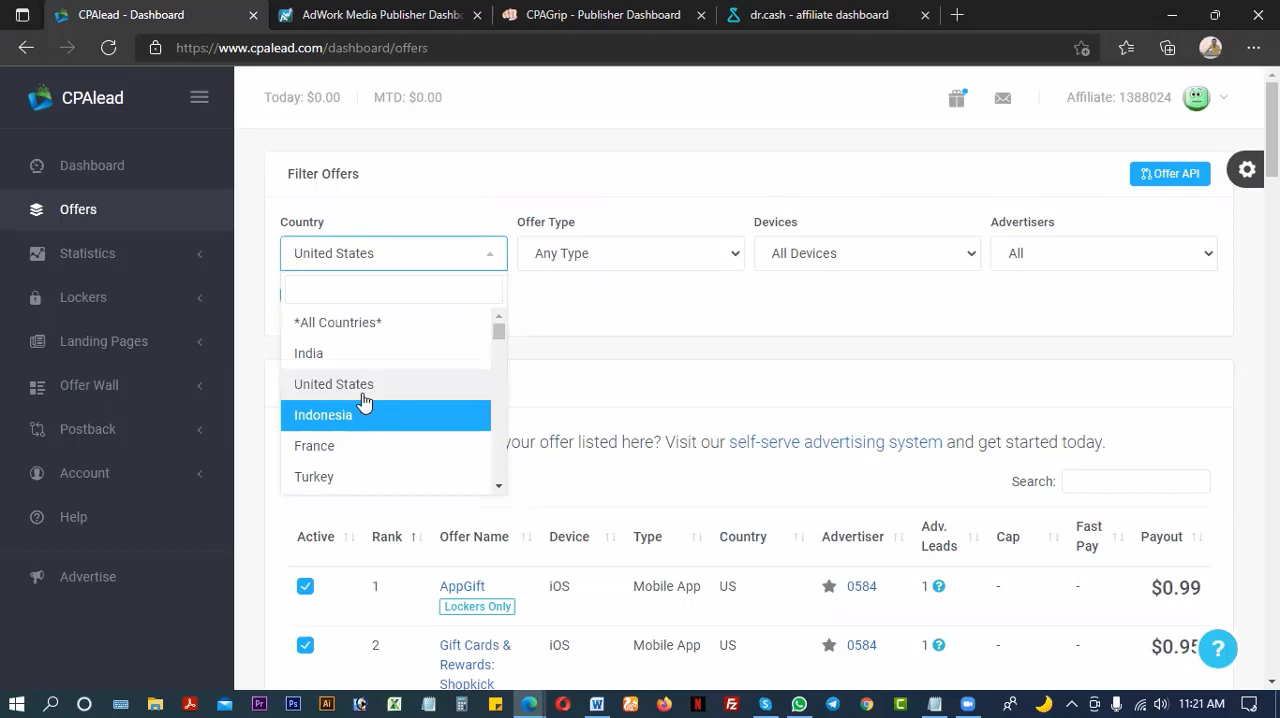 CPAlead - Dashboard
AdWork Media Publisher Dashb
CPAGrip - Publisher Dashboard
dr.cash - affiliate dashboard
https://www.cpalead.com/dashboard/offers
CPAlead
Today: $0.00
MTD: $0.00
Affiliate: 1388024
Dashboard
Offers
Statistics
Lockers
Landing Pages
Offer Wall
Postback
Account
Help
Advertise
Filter Offers
Offer API
Country
Offer Type
Devices
Advertisers
United States
Any Type
All Devices
All
*All Countries*
India
United States
Indonesia
France
Turkey
your offer listed here? Visit our self-serve advertising system and get started today.
Search:
Active Rank Offer Name Device Type Country Advertiser Adv. Leads Cap Fast Pay Payout
1 AppGift iOS Mobile App US 0584 1 ? - - $0.99
Lockers Only
2 Gift Cards & iOS Mobile App US 0584 1 ? - - $0.95
Rewards:
Shopkick
?
11:21 AM